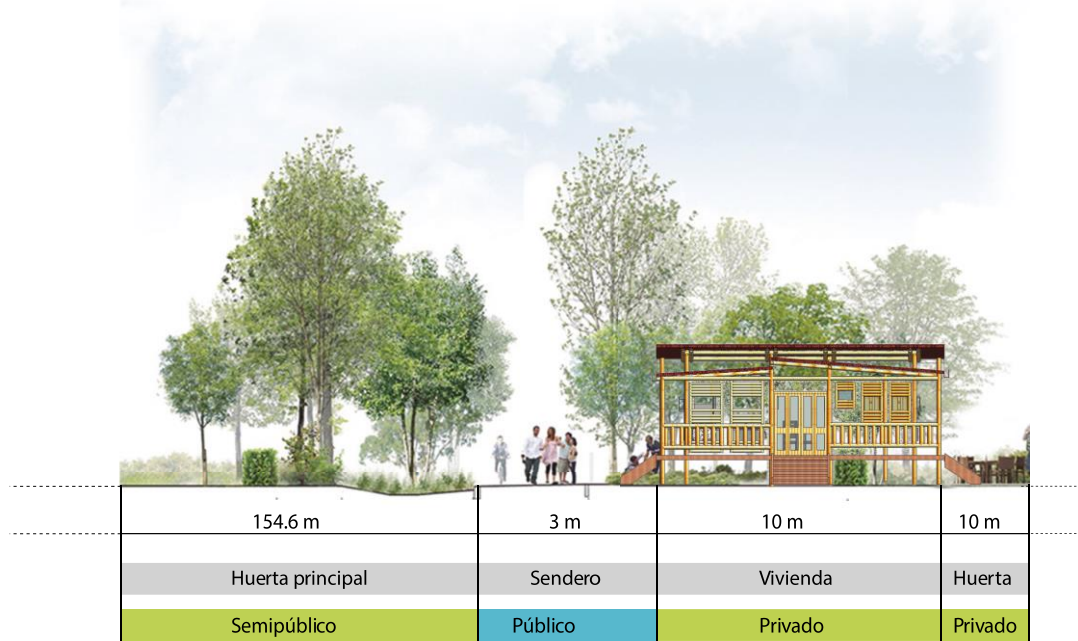 154.6 m 3 m 10 m 10 m
Huerta principal Sendero Vivienda Huerta
Semipúblico Público Privado Privado